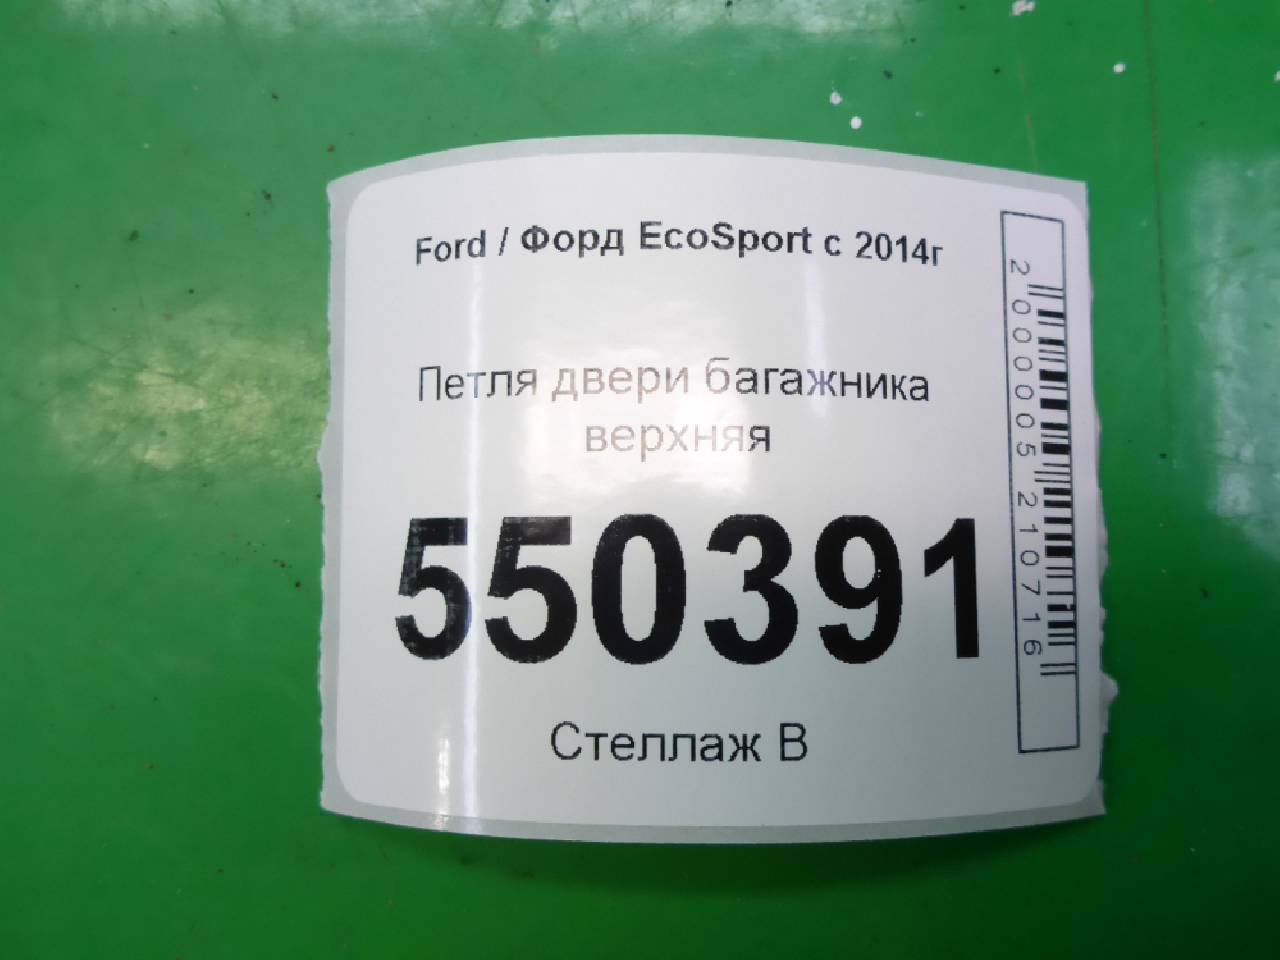 Ford / Форд EcoSport с 2014г
Петля двери багажника
верхняя
550391
Стеллаж В
2000005210716